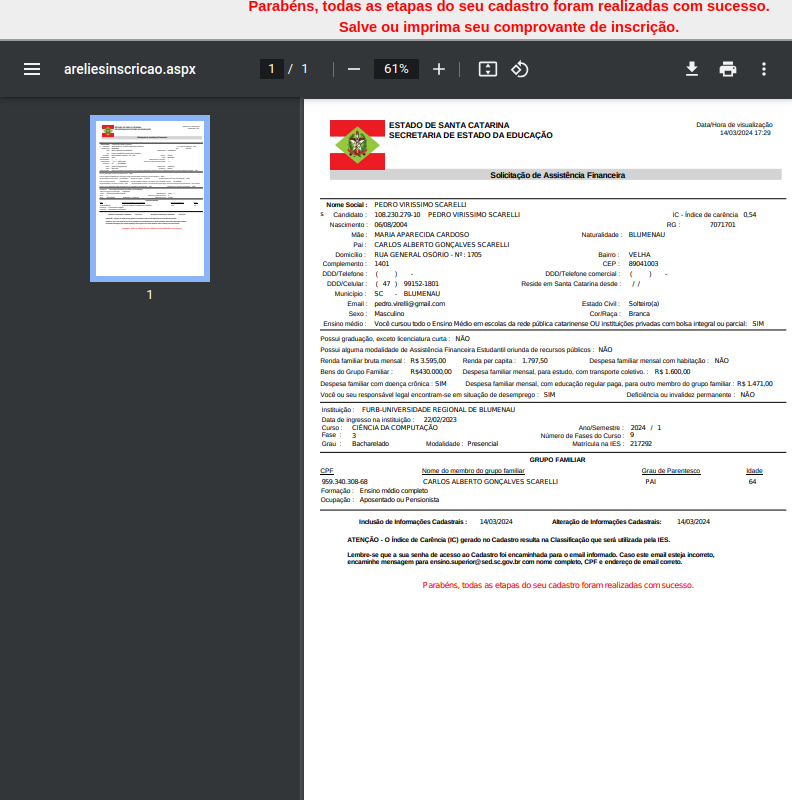 Parabéns, todas as etapas do seu cadastro foram realizadas com sucesso.
Salve ou imprima seu comprovante de inscrição.
areliesinscricao.aspx
1 / 1
61%
1
ESTADO DE SANTA CATARINA
SECRETARIA DE ESTADO DA EDUCAÇÃO
Data/Hora de visualização
14/03/2024 17:29
Solicitação de Assistência Financeira
Nome Social : PEDRO VIRISSIMO SCARELLI
s Candidato : 108.230.279-10 PEDRO VIRISSIMO SCARELLI IC - Índice de carência 0,54
Nascimento : 06/08/2004 RG : 7071701
Mãe : MARIA APARECIDA CARDOSO Naturalidade : BLUMENAU
Pai : CARLOS ALBERTO GONÇALVES SCARELLI
Domicílio : RUA GENERAL OSÓRIO - Nº: 1705 Bairro : VELHA
Complemento : 1401 CEP : 89041003
DDD/Telefone : ( ) - DDD/Telefone comercial : ( ) -
DDD/Celular : ( 47 ) 99152-1801 Reside em Santa Catarina desde : / /
Município : SC - BLUMENAU
Email : pedro.virelli@gmail.com Estado Civil : Solteiro(a)
Sexo : Masculino Cor/Raça : Branca
Ensino médio : Você cursou todo o Ensino Médio em escolas da rede pública catarinense OU instituições privadas com bolsa integral ou parcial: SIM
Possui graduação, exceto licenciatura curta : NÃO
Possui alguma modalidade de Assistência Financeira Estudantil oriunda de recursos públicos : NÃO
Renda familiar bruta mensal : R$ 3.595,00 Renda per capita : 1.797,50 Despesa familiar mensal com habitação : NÃO
Bens do Grupo Familiar : R$430.000,00 Despesa familiar mensal, para estudo, com transporte coletivo. : R$ 1.600,00
Despesa familiar com doença crônica : SIM Despesa familiar mensal, com educação regular paga, para outro membro do grupo familiar : R$ 1.471,00
Você ou seu responsável legal encontram-se em situação de desemprego : SIM Deficiência ou invalidez permanente : NÃO
Instituição : FURB-UNIVERSIDADE REGIONAL DE BLUMENAU
Data de ingresso na instituição : 22/02/2023
Curso : CIÊNCIA DA COMPUTAÇÃO Ano/Semestre : 2024 / 1
Fase : 3 Número de Fases do Curso : 9
Grau : Bacharelado Modalidade : Presencial Matrícula na IES : 217292
GRUPO FAMILIAR
CPF Nome do membro do grupo familiar Grau de Parentesco Idade
959.340.308-68 CARLOS ALBERTO GONÇALVES SCARELLI PAI 64
Formação : Ensino médio completo
Ocupação : Aposentado ou Pensionista
Inclusão de Informações Cadastrais : 14/03/2024 Alteração de Informações Cadastrais: 14/03/2024
ATENÇÃO - O Índice de Carência (IC) gerado no Cadastro resulta na Classificação que será utilizada pela IES.
Lembre-se que a sua senha de acesso ao Cadastro foi encaminhada para o email informado. Caso este email esteja incorreto,
encaminhe mensagem para ensino.superior@sed.sc.gov.br com nome completo, CPF e endereço de email correto.
Parabéns, todas as etapas do seu cadastro foram realizadas com sucesso.